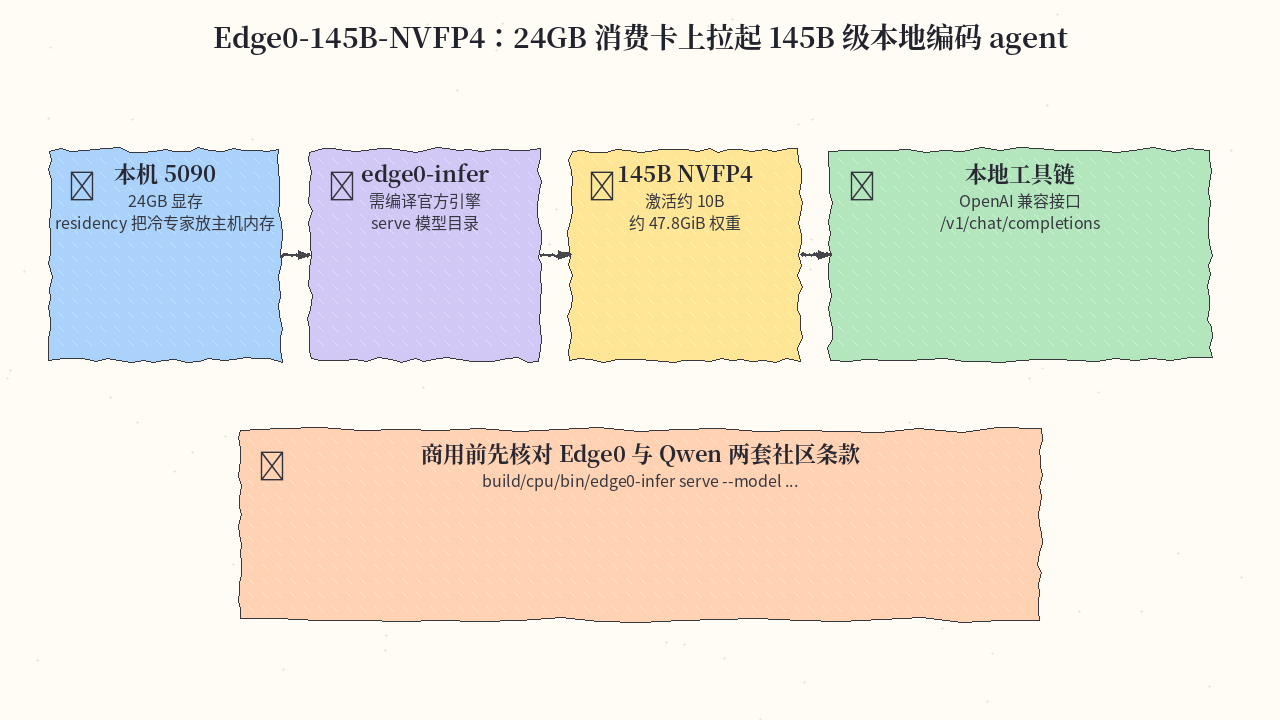 Edge0-145B-NVFP4：24GB 消费卡上拉起 145B 级本地编码 agent
本机 5090
24GB 显存
residency 把冷专家放主机内存
edge0-infer
需编译官方引擎
serve 模型目录
145B NVFP4
激活约 10B
约 47.8GiB 权重
本地工具链
OpenAI 兼容接口
/v1/chat/completions
商用前先核对 Edge0 与 Qwen 两套社区条款
build/cpu/bin/edge0-infer serve --model ...